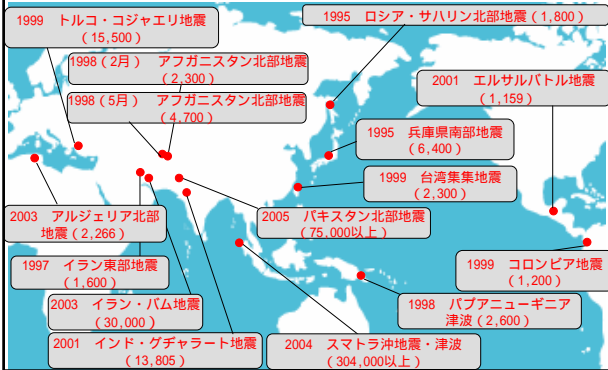 1999 トルコ・コジャエリ地震
(15,500)
1995 ロシア・サハリン北部地震(1,800)
1998(2月) アフガニスタン北部地震
(2,300)
1998(5月) アフガニスタン北部地震
(4,700)
2001 エルサルバトル地震
(1,159)
1995 兵庫県南部地震
(6,400)
1999 台湾集集地震
(2,300)
2003 アルジェリア北部
地震(2,266)
2005 パキスタン北部地震
(75.000以上)
1997 イラン東部地震
(1,600)
1999 コロンビア地震
(1,200)
2003 イラン・バム地震
(30,000)
1998 パプアニューギニア
津波(2,600)
2001 インド・グヂャラート地震
(13,805)
2004 スマトラ沖地震・津波
(304,000以上)